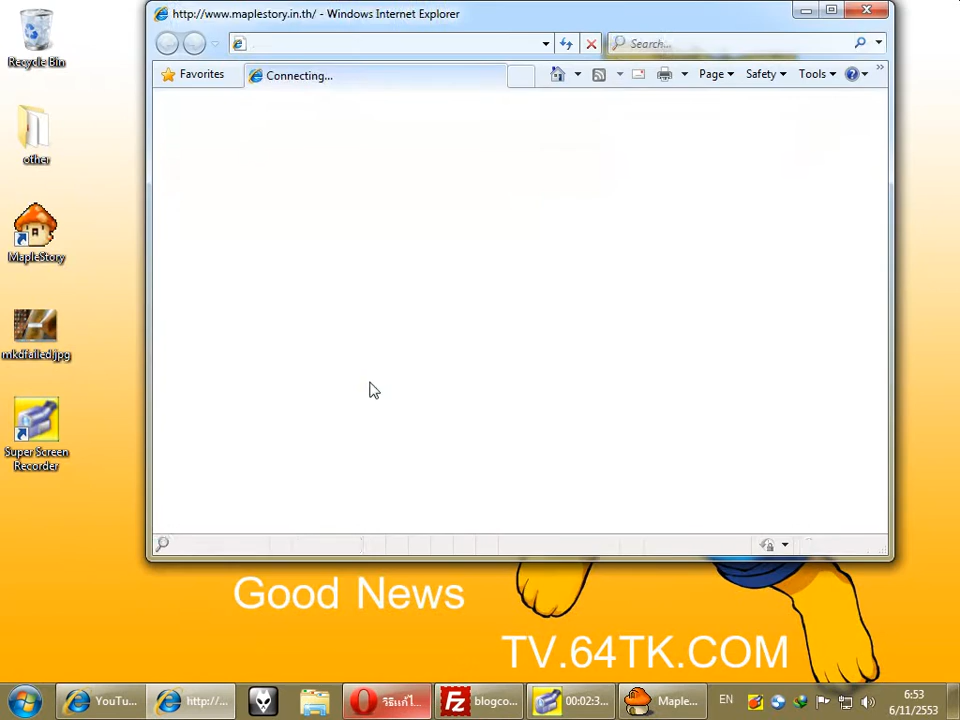 http://www.maplestory.in.th/ - Windows Internet Explorer
Search...
Favorites
Connecting...
Page
Safety
Tools
Recycle Bin
other
MapleStory
mkdfailed.jpg
Super Screen
Recorder
Good News
TV.64TK.COM
YouTu...
http://...
blogco...
00:02:3...
Maple...
EN
6:53
6/11/2553